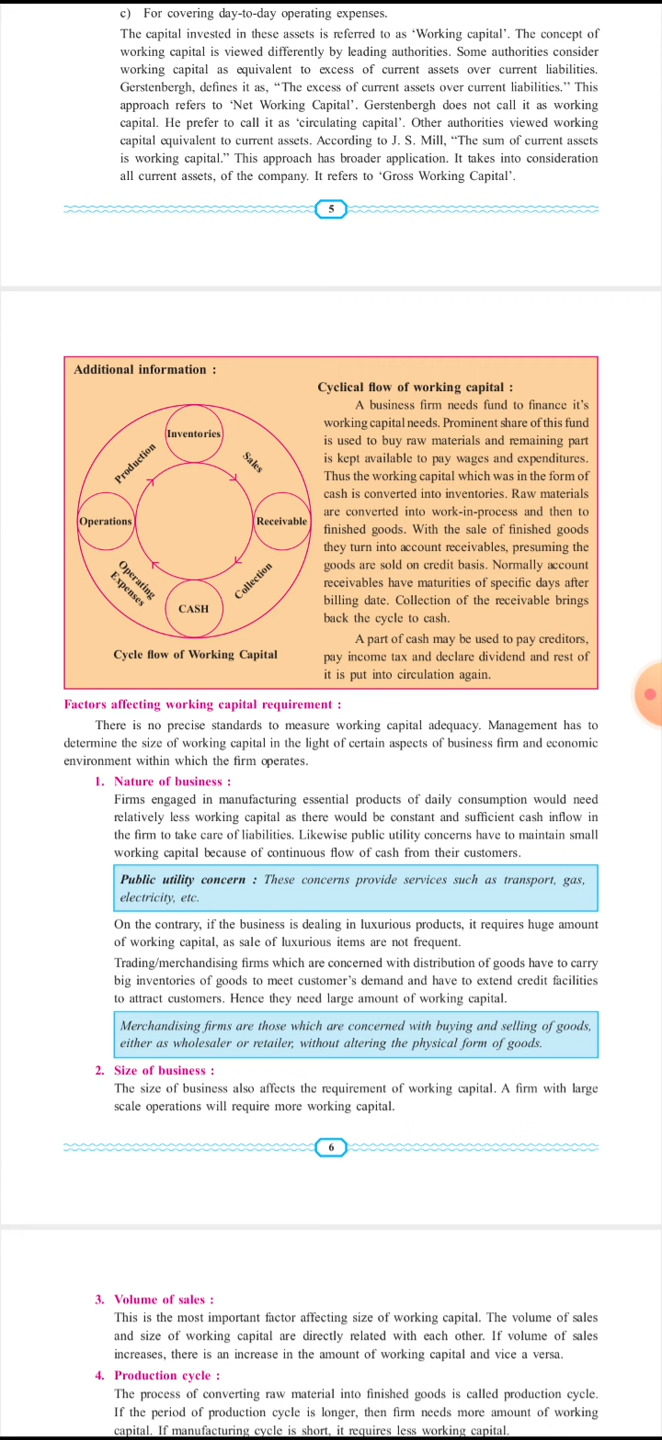 c) For covering day-to-day operating expenses.
The capital invested in these assets is referred to as ‘Working capital’. The concept of
working capital is viewed differently by leading authorities. Some authorities consider
working capital as equivalent to excess of current assets over current liabilities.
Gerstenbergh, defines it as, “The excess of current assets over current liabilities.” This
approach refers to ‘Net Working Capital’. Gerstenbergh does not call it as working
capital. He prefer to call it as ‘circulating capital’. Other authorities viewed working
capital equivalent to current assets. According to J. S. Mill, “The sum of current assets
is working capital.” This approach has broader application. It takes into consideration
all current assets, of the company. It refers to ‘Gross Working Capital’.
5
Additional information :
Inventories
Production
Sales
Operations
Receivable
Operating
Expenses
Collection
CASH
Cycle flow of Working Capital
Cyclical flow of working capital :
A business firm needs fund to finance it’s
working capital needs. Prominent share of this fund
is used to buy raw materials and remaining part
is kept available to pay wages and expenditures.
Thus the working capital which was in the form of
cash is converted into inventories. Raw materials
are converted into work-in-process and then to
finished goods. With the sale of finished goods
they turn into account receivables, presuming the
goods are sold on credit basis. Normally account
receivables have maturities of specific days after
billing date. Collection of the receivable brings
back the cycle to cash.
A part of cash may be used to pay creditors,
pay income tax and declare dividend and rest of
it is put into circulation again.
Factors affecting working capital requirement :
There is no precise standards to measure working capital adequacy. Management has to
determine the size of working capital in the light of certain aspects of business firm and economic
environment within which the firm operates.
1. Nature of business :
Firms engaged in manufacturing essential products of daily consumption would need
relatively less working capital as there would be constant and sufficient cash inflow in
the firm to take care of liabilities. Likewise public utility concerns have to maintain small
working capital because of continuous flow of cash from their customers.
Public utility concern : These concerns provide services such as transport, gas,
electricity, etc.
On the contrary, if the business is dealing in luxurious products, it requires huge amount
of working capital, as sale of luxurious items are not frequent.
Trading/merchandising firms which are concerned with distribution of goods have to carry
big inventories of goods to meet customer’s demand and have to extend credit facilities
to attract customers. Hence they need large amount of working capital.
Merchandising firms are those which are concerned with buying and selling of goods,
either as wholesaler or retailer, without altering the physical form of goods.
2. Size of business :
The size of business also affects the requirement of working capital. A firm with large
scale operations will require more working capital.
6
3. Volume of sales :
This is the most important factor affecting size of working capital. The volume of sales
and size of working capital are directly related with each other. If volume of sales
increases, there is an increase in the amount of working capital and vice a versa.
4. Production cycle :
The process of converting raw material into finished goods is called production cycle.
If the period of production cycle is longer, then firm needs more amount of working
capital. If manufacturing cycle is short, it requires less working capital.